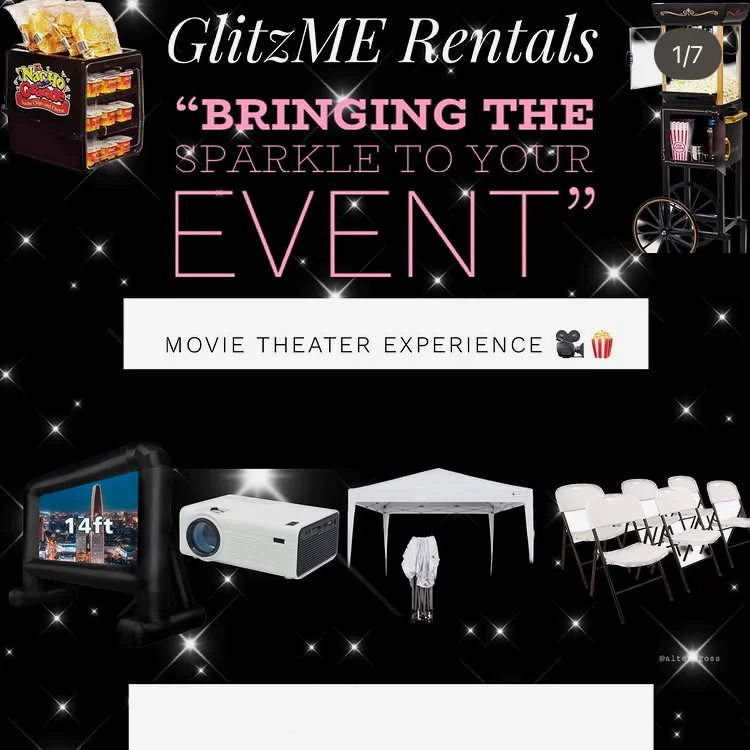 GlitzME Rentals
1/7
“BRINGING THE
SPARKLE TO YOUR
EVENT”
MOVIE THEATER EXPERIENCE 🎥🍿
14ft